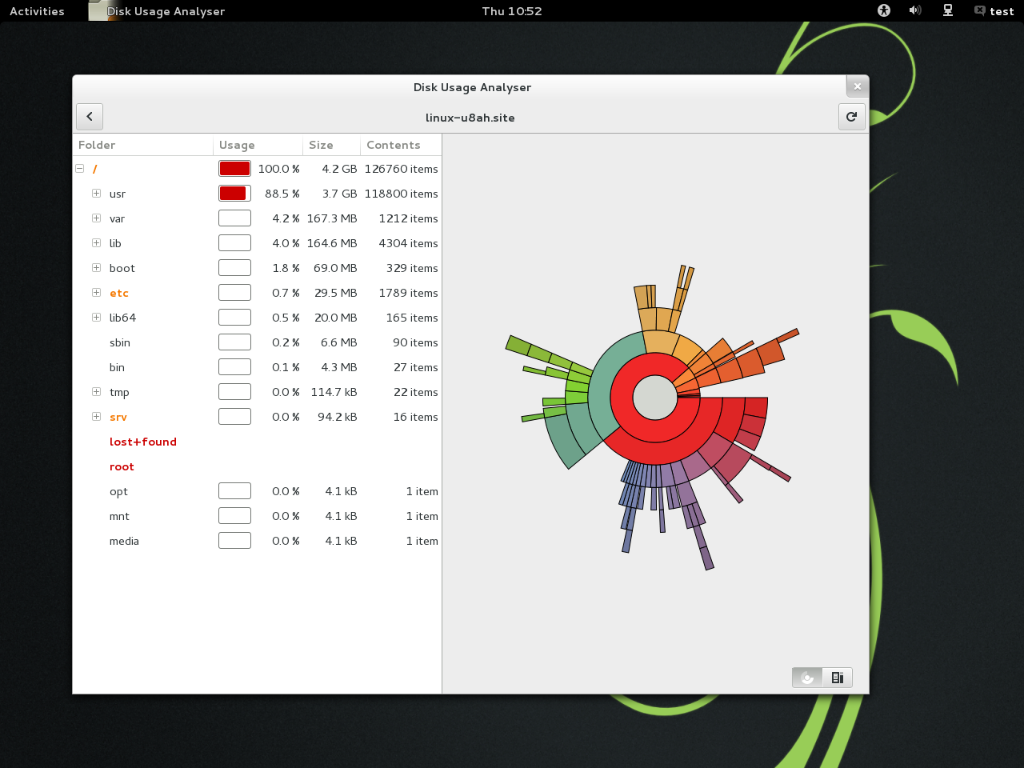 Activities Disk Usage Analyser Thu 10:52 test
Disk Usage Analyser
linux-u8ah.site
Folder Usage Size Contents
/ 100.0 % 4.2 GB 126760 items
usr 88.5 % 3.7 GB 118800 items
var 4.2 % 167.3 MB 1212 items
lib 4.0 % 164.6 MB 4304 items
boot 1.8 % 69.0 MB 329 items
etc 0.7 % 29.5 MB 1789 items
lib64 0.5 % 20.0 MB 165 items
sbin 0.2 % 6.6 MB 90 items
bin 0.1 % 4.3 MB 27 items
tmp 0.0 % 114.7 kB 22 items
srv 0.0 % 94.2 kB 16 items
lost+found
root
opt 0.0 % 4.1 kB 1 item
mnt 0.0 % 4.1 kB 1 item
media 0.0 % 4.1 kB 1 item